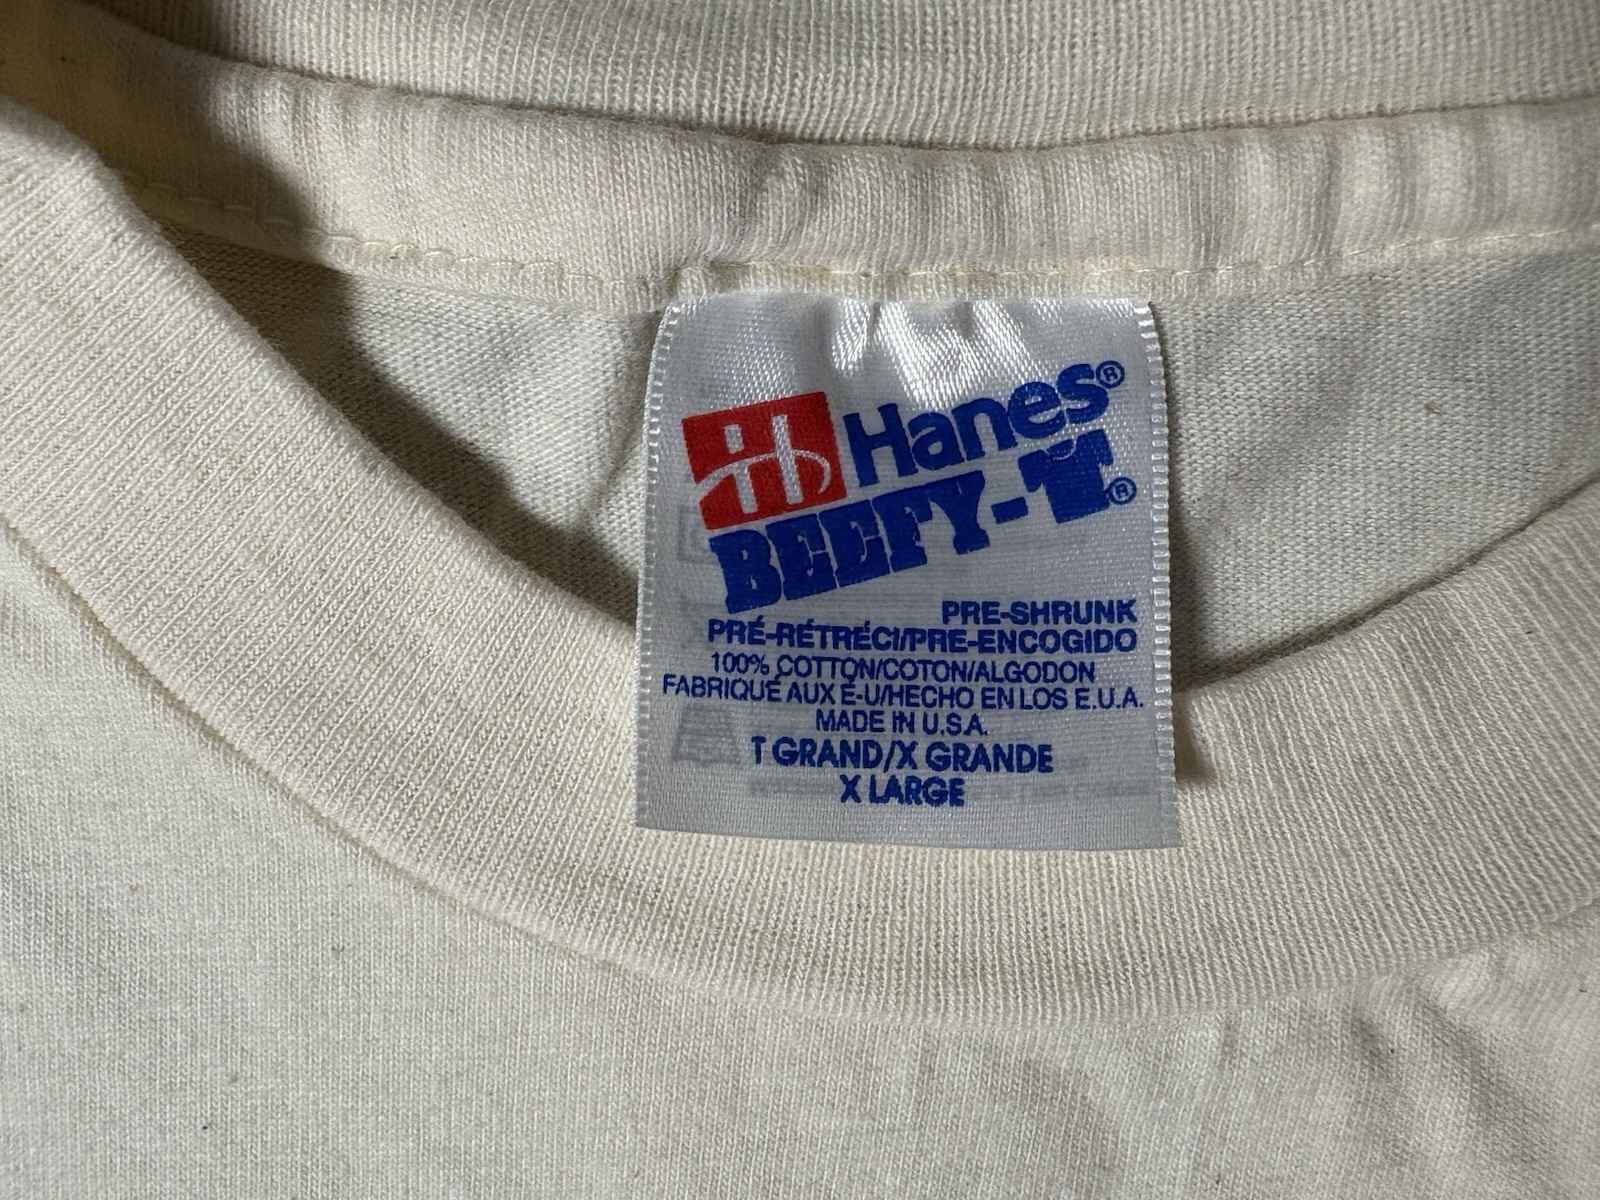 Hanes®
BEEFY-T®
PRE-SHRUNK
PRÉ-RÉTRÉCI/PRE-ENCOGIDO
100% COTTON/COTON/ALGODON
FABRIQUÉ AUX É-U/HECHO EN LOS E.U.A.
MADE IN U.S.A.
T GRAND/X GRANDE
X LARGE